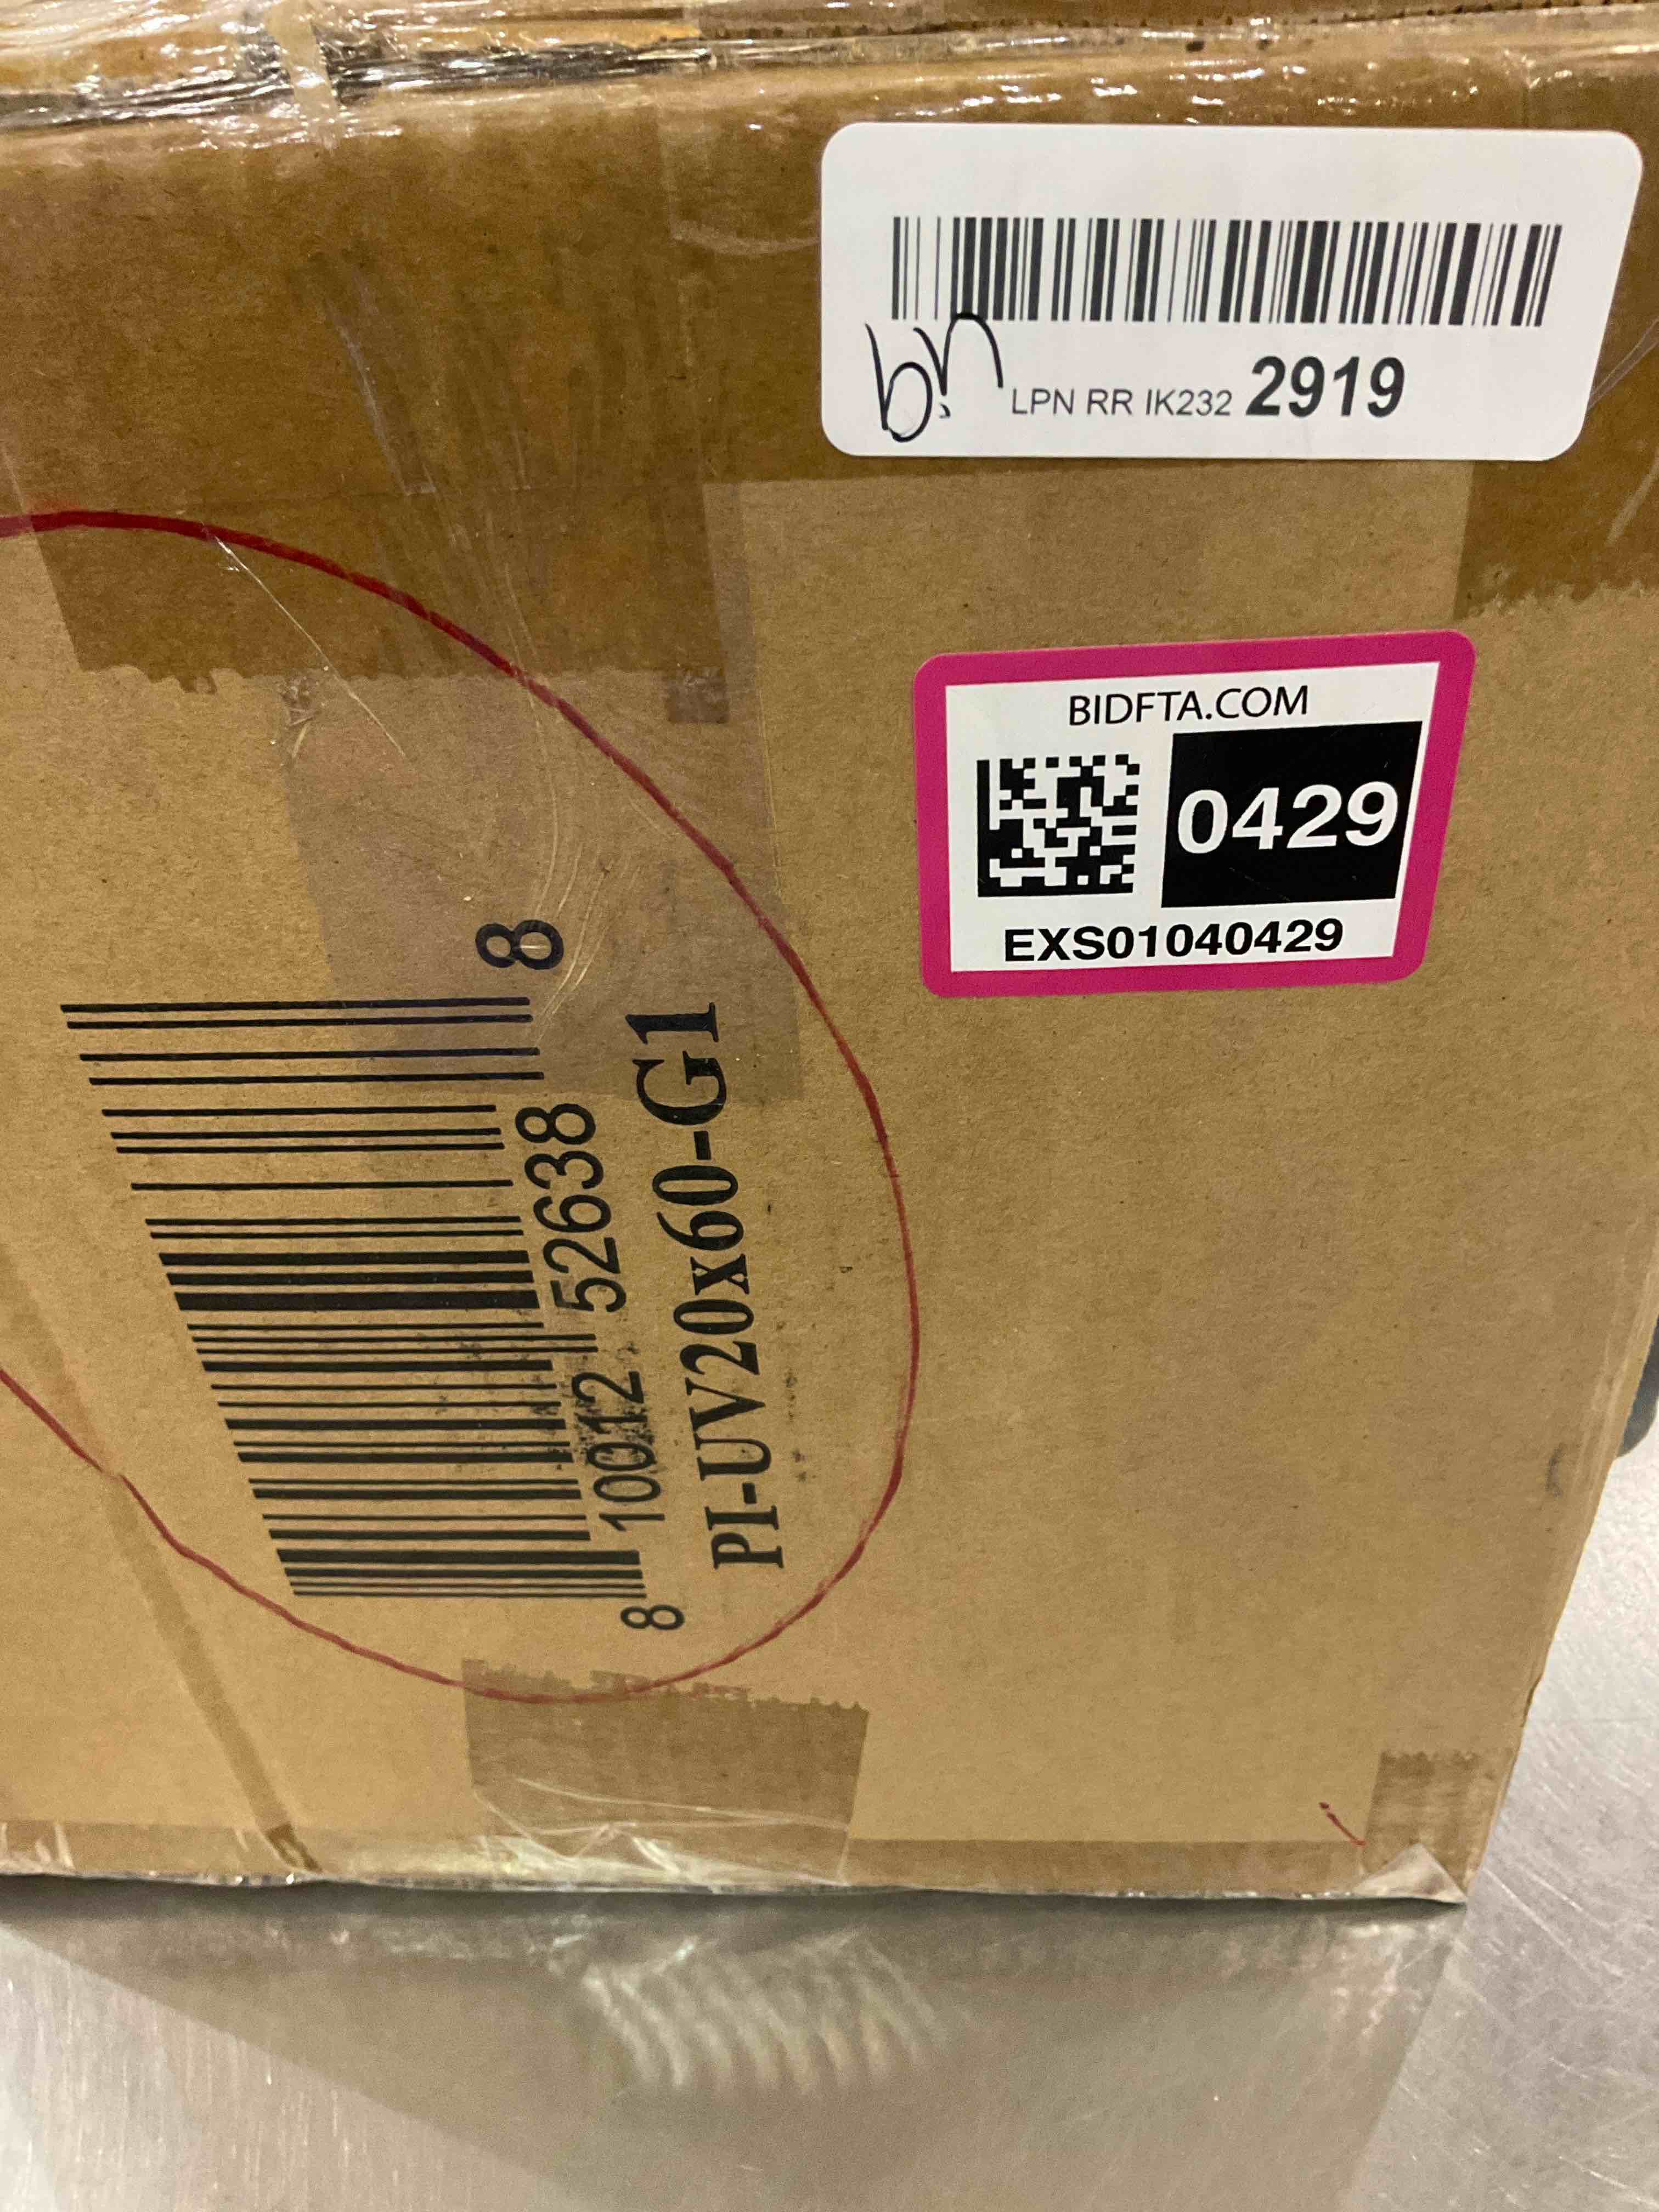 LPN RR IK232 2919
BIDFTA.COM
0429
EXS01040429
8 10012 52638 8
PI-UV20x60-G1